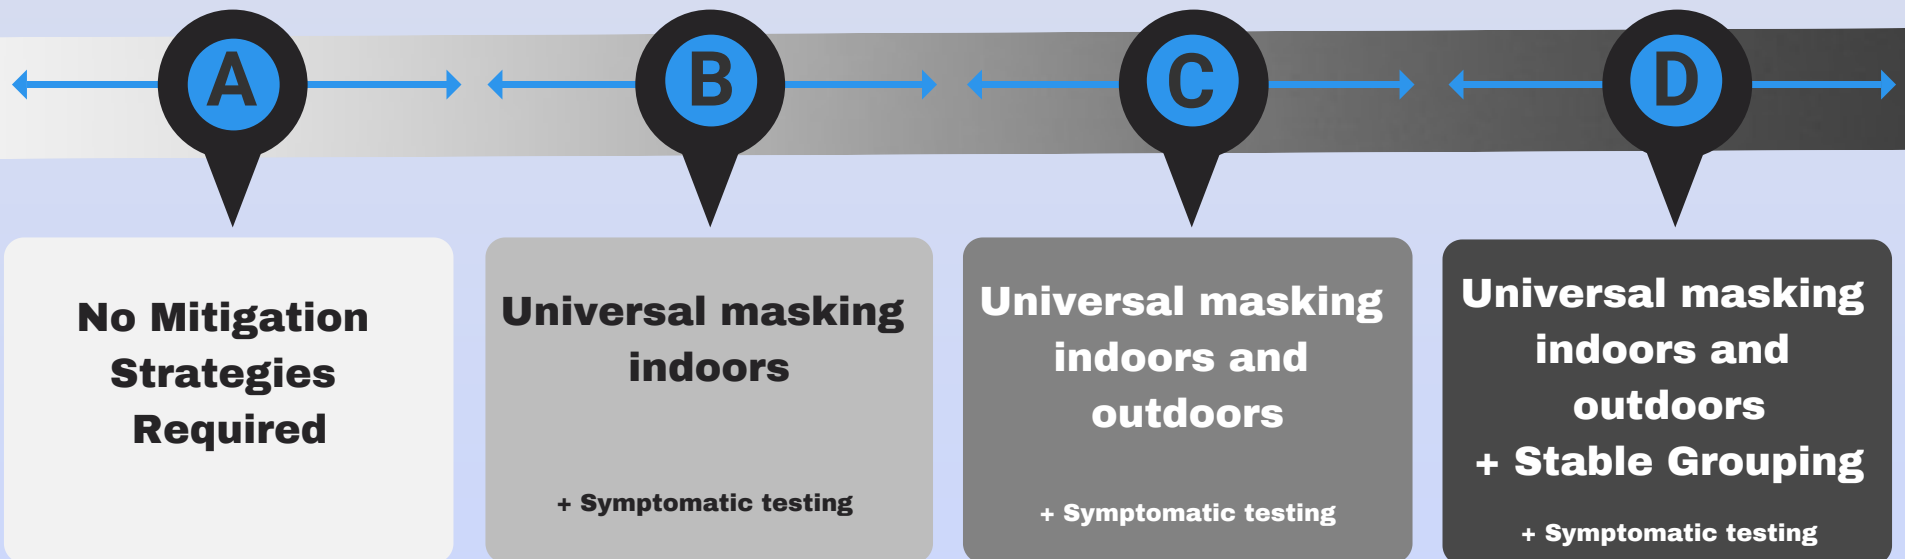 A
B
C
D
No Mitigation
Strategies
Required
Universal masking
indoors
+ Symptomatic testing
Universal masking
indoors and
outdoors
+ Symptomatic testing
Universal masking
indoors and
outdoors
+ Stable Grouping
+ Symptomatic testing